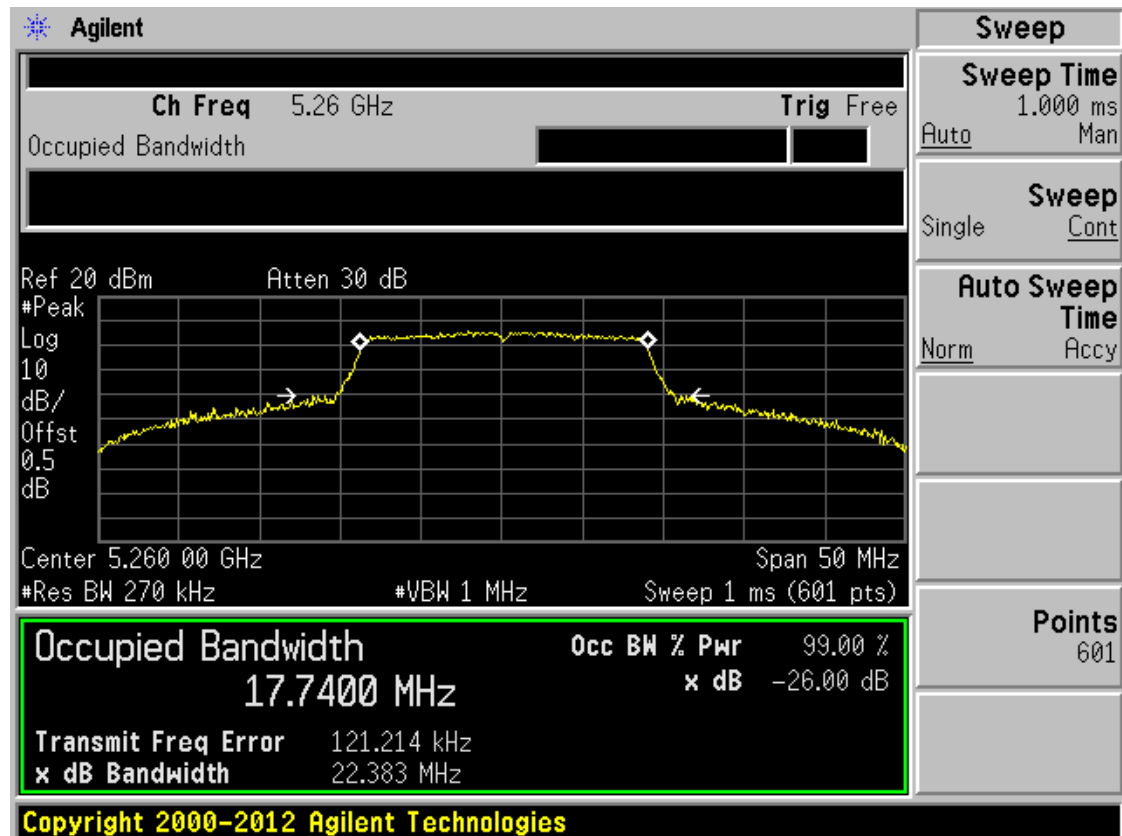 Agilent
Sweep
Ch Freq 5.26 GHz Trig Free
Occupied Bandwidth
Sweep Time
1.000 ms
Auto Man
Sweep
Single Cont
Auto Sweep
Time
Norm Accy
Points
601
Ref 20 dBm Atten 30 dB
#Peak
Log
10
dB/
Offst
0.5
dB
Center 5.260 00 GHz Span 50 MHz
#Res BW 270 kHz #VBW 1 MHz Sweep 1 ms (601 pts)
Occupied Bandwidth Occ BW % Pwr 99.00 %
17.7400 MHz x dB -26.00 dB
Transmit Freq Error 121.214 kHz
x dB Bandwidth 22.383 MHz
Copyright 2000-2012 Agilent Technologies